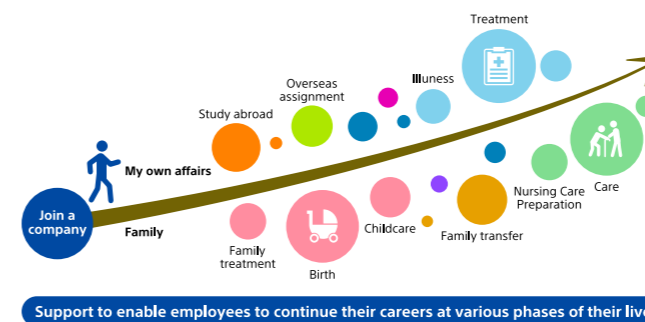 Treatment
Illuness
Overseas
assignment
Study abroad
My own affairs
Join a
company
Family
Family
treatment
Birth
Childcare
Family transfer
Nursing Care
Preparation
Care
Support to enable employees to continue their careers at various phases of their live